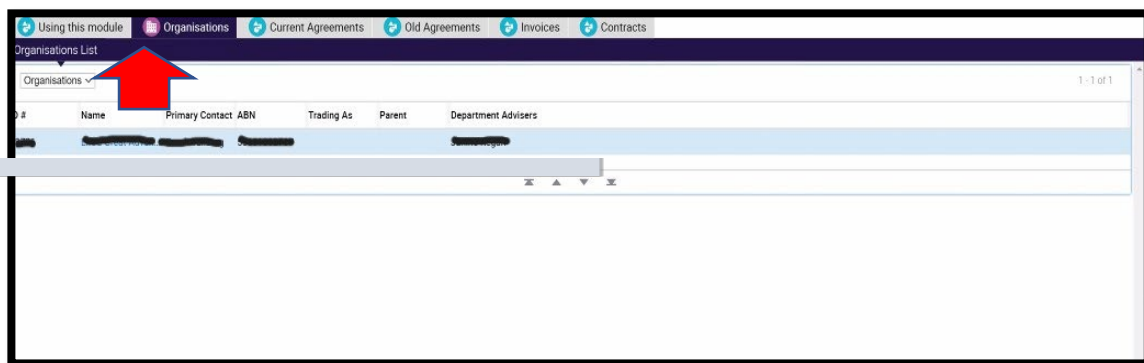 Using this module Organisations Current Agreements Old Agreements Invoices Contracts
Organisations List
Organisations 1 - 1 of 1
# Name Primary Contact ABN Trading As Parent Department Advisers